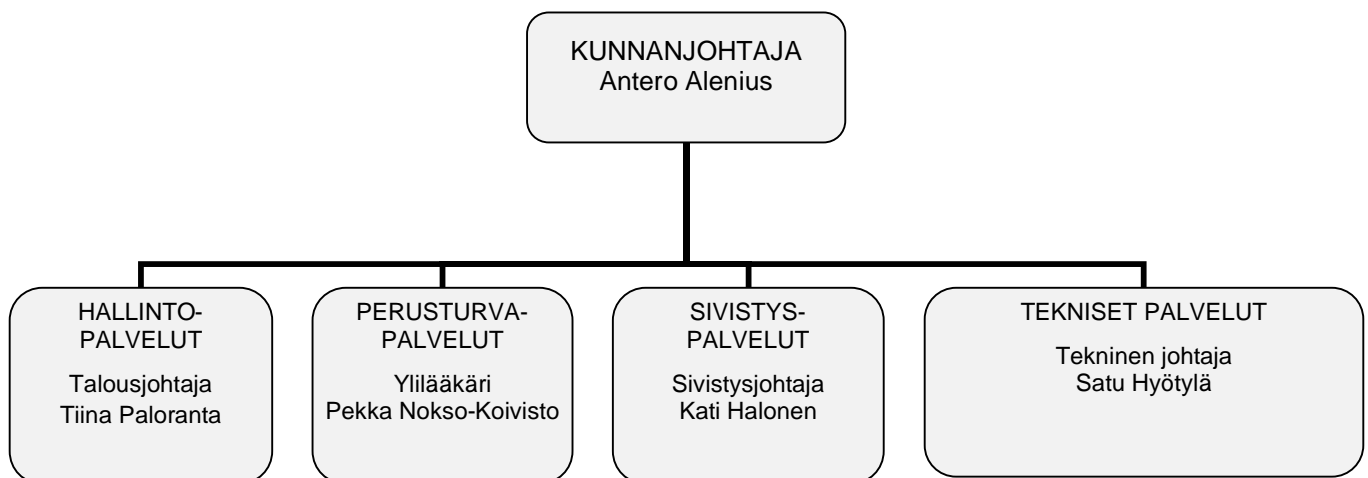 KUNNANJOHTAJA
Antero Alenius
HALLINTO-
PALVELUT
Talousjohtaja
Tiina Paloranta
PERUSTURVA-
PALVELUT
Ylilääkäri
Pekka Nokso-Koivisto
SIVISTYS-
PALVELUT
Sivistysjohtaja
Kati Halonen
TEKNISET PALVELUT
Tekninen johtaja
Satu Hyötylä